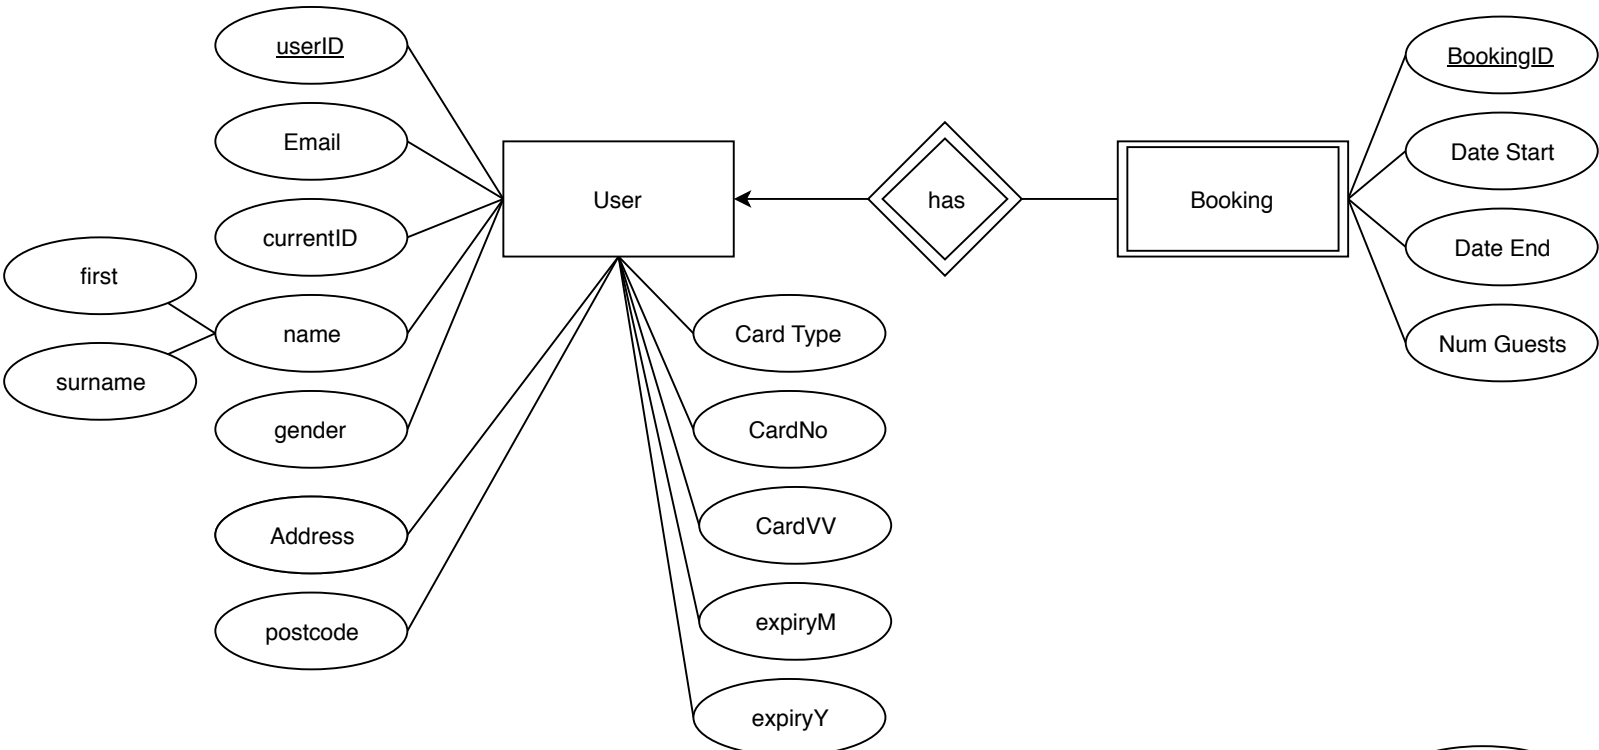 userID
Email
currentID
first
name
surname
gender
Address
postcode
User
has
Booking
BookingID
Date Start
Date End
Num Guests
Card Type
CardNo
CardVV
expiryM
expiryY